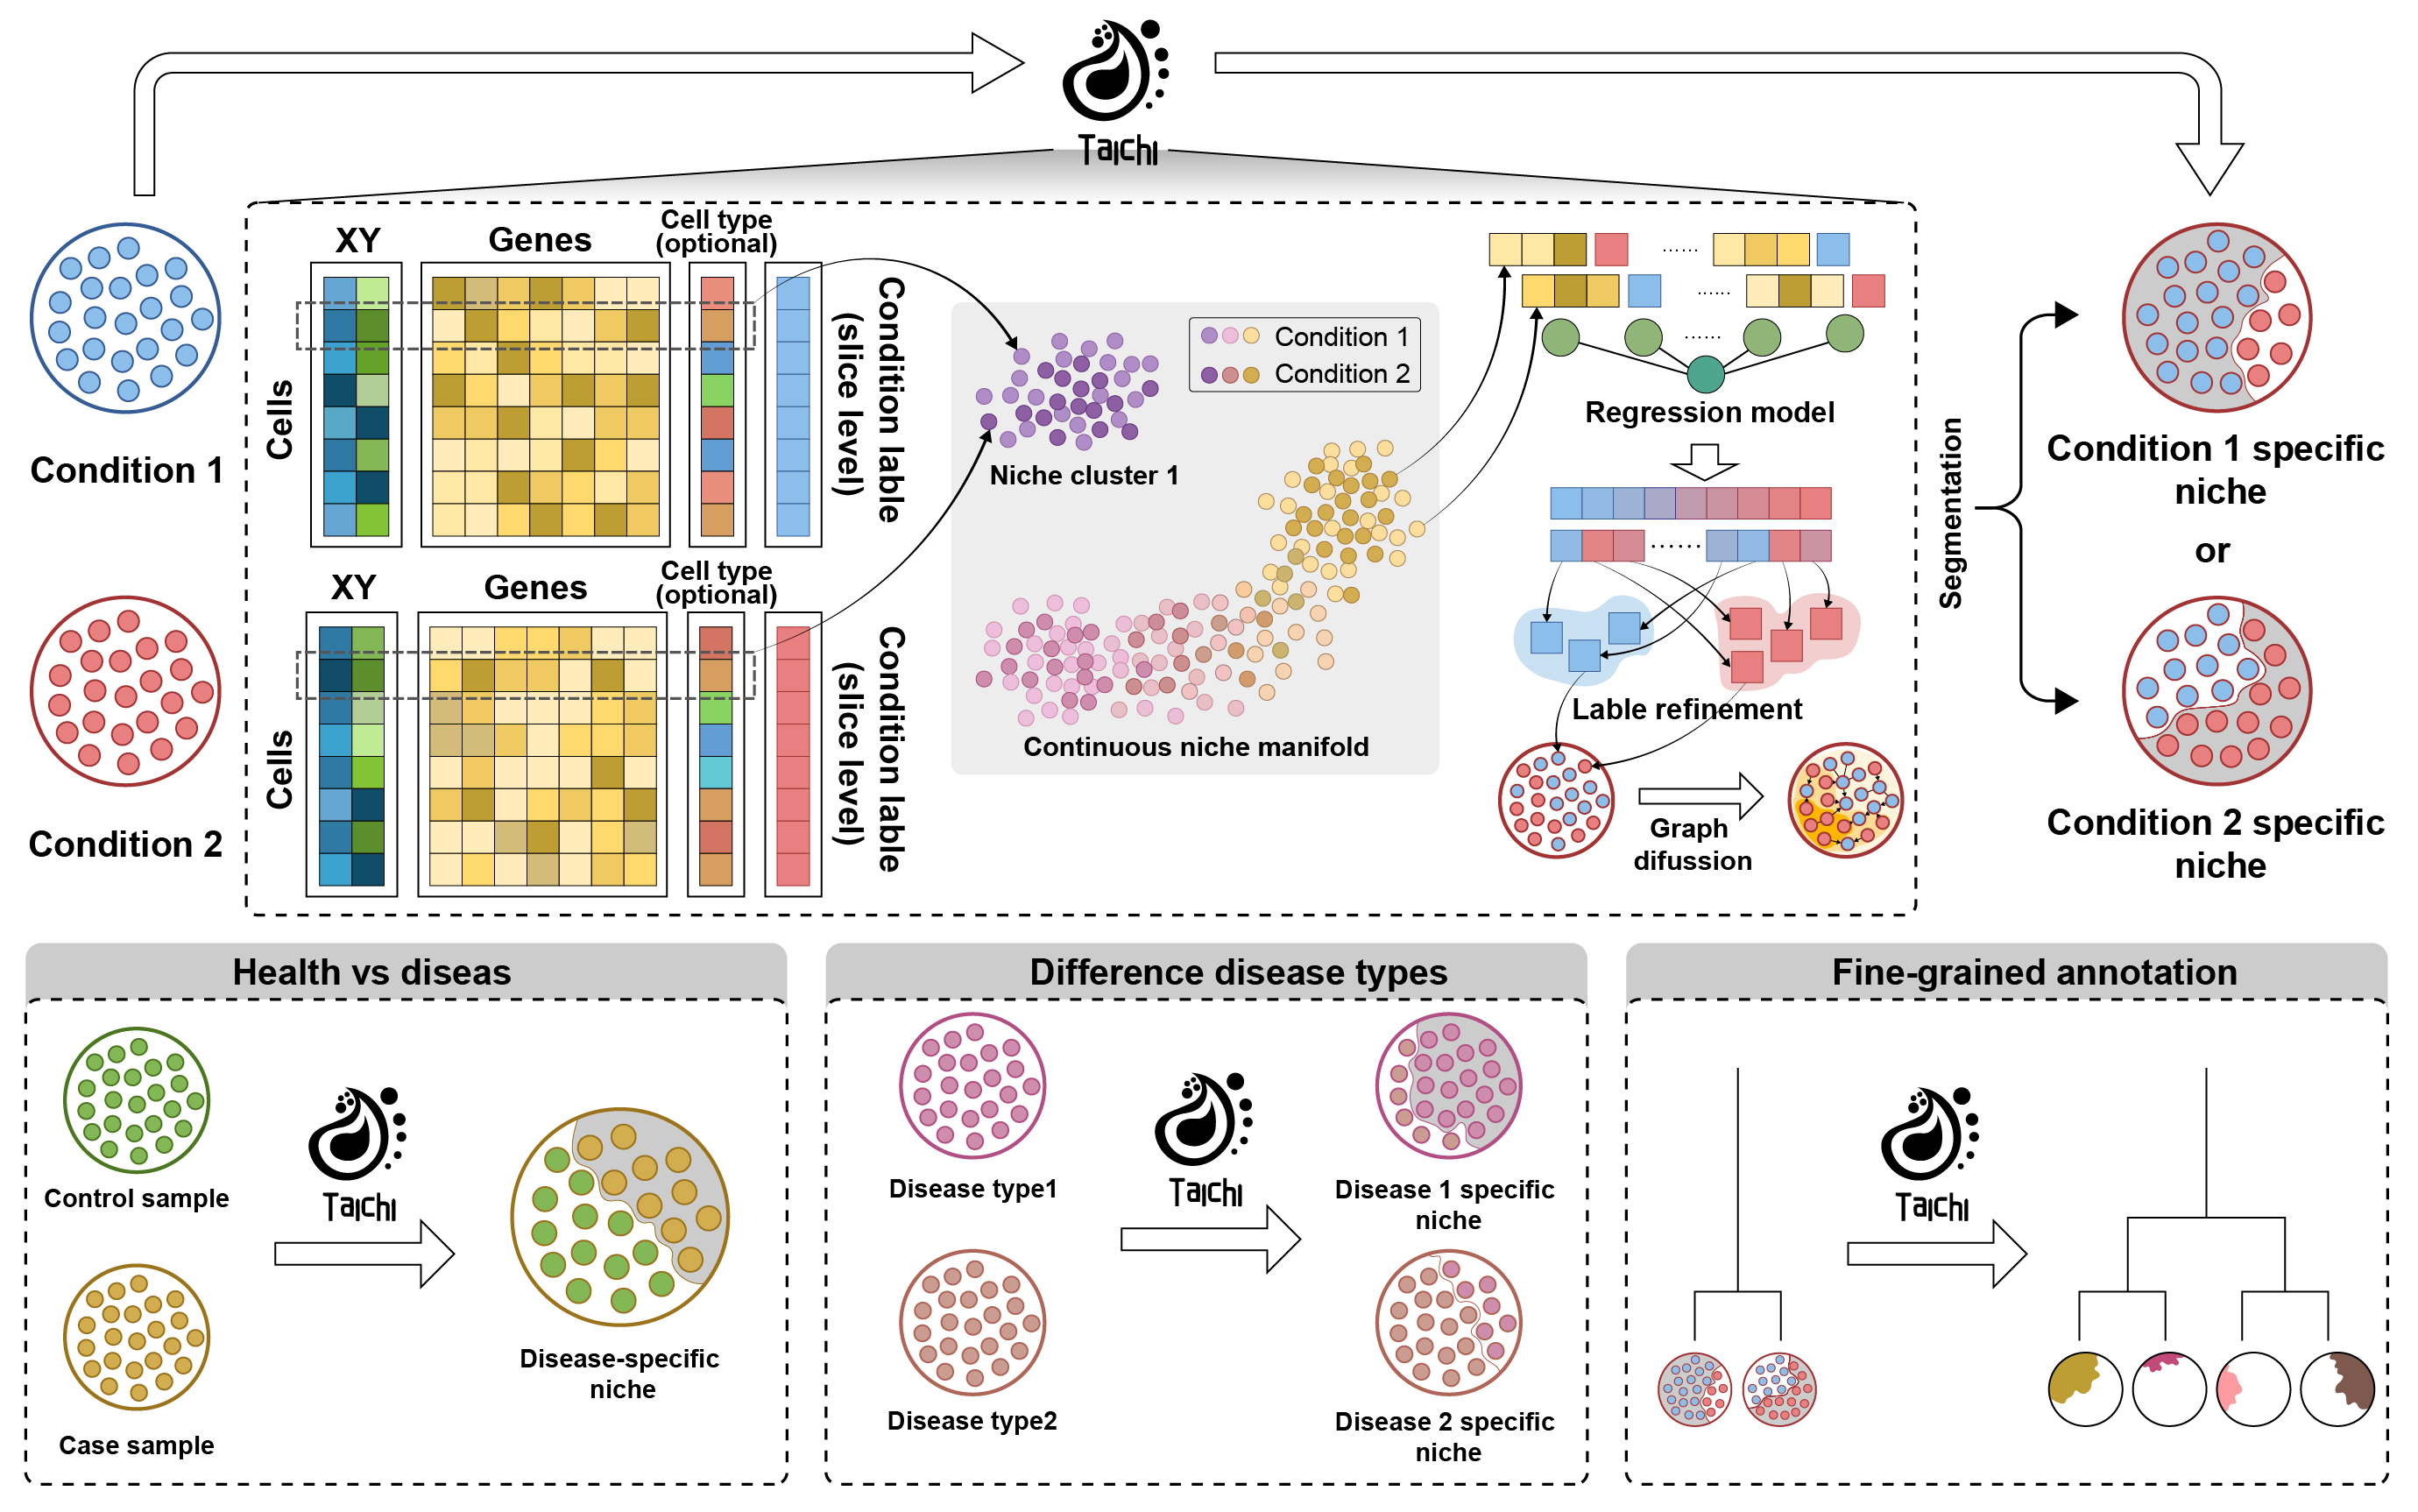 Taichi
Condition 1
Condition 2
XY
Genes
Cell type
(optional)
Cells
Condition lable
(slice level)
XY
Genes
Cell type
(optional)
Cells
Condition lable
(slice level)
Niche cluster 1
Condition 1
Condition 2
Continuous niche manifold
Regression model
Lable refinement
Graph
difussion
Segmentation
Condition 1 specific
niche
or
Condition 2 specific
niche
Health vs diseas
Control sample
Case sample
Taichi
Disease-specific
niche
Difference disease types
Disease type1
Disease type2
Taichi
Disease 1 specific
niche
Disease 2 specific
niche
Fine-grained annotation
Taichi